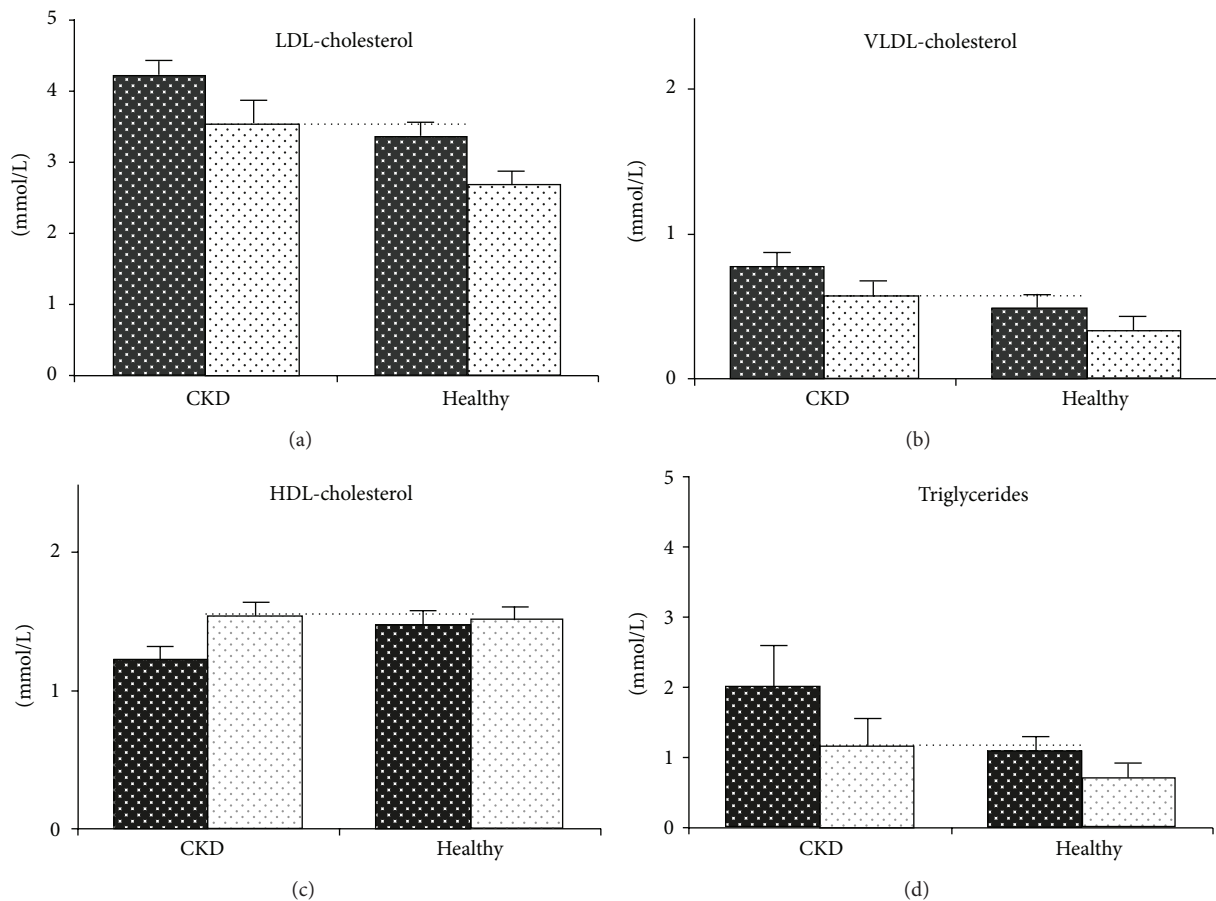 LDL-cholesterol
5
4
3
2
1
0
(mmol/L)
CKD
Healthy
(a)
VLDL-cholesterol
2
1
0
(mmol/L)
CKD
Healthy
(b)
HDL-cholesterol
2
1
0
(mmol/L)
CKD
Healthy
(c)
Triglycerides
5
4
3
2
1
0
(mmol/L)
CKD
Healthy
(d)